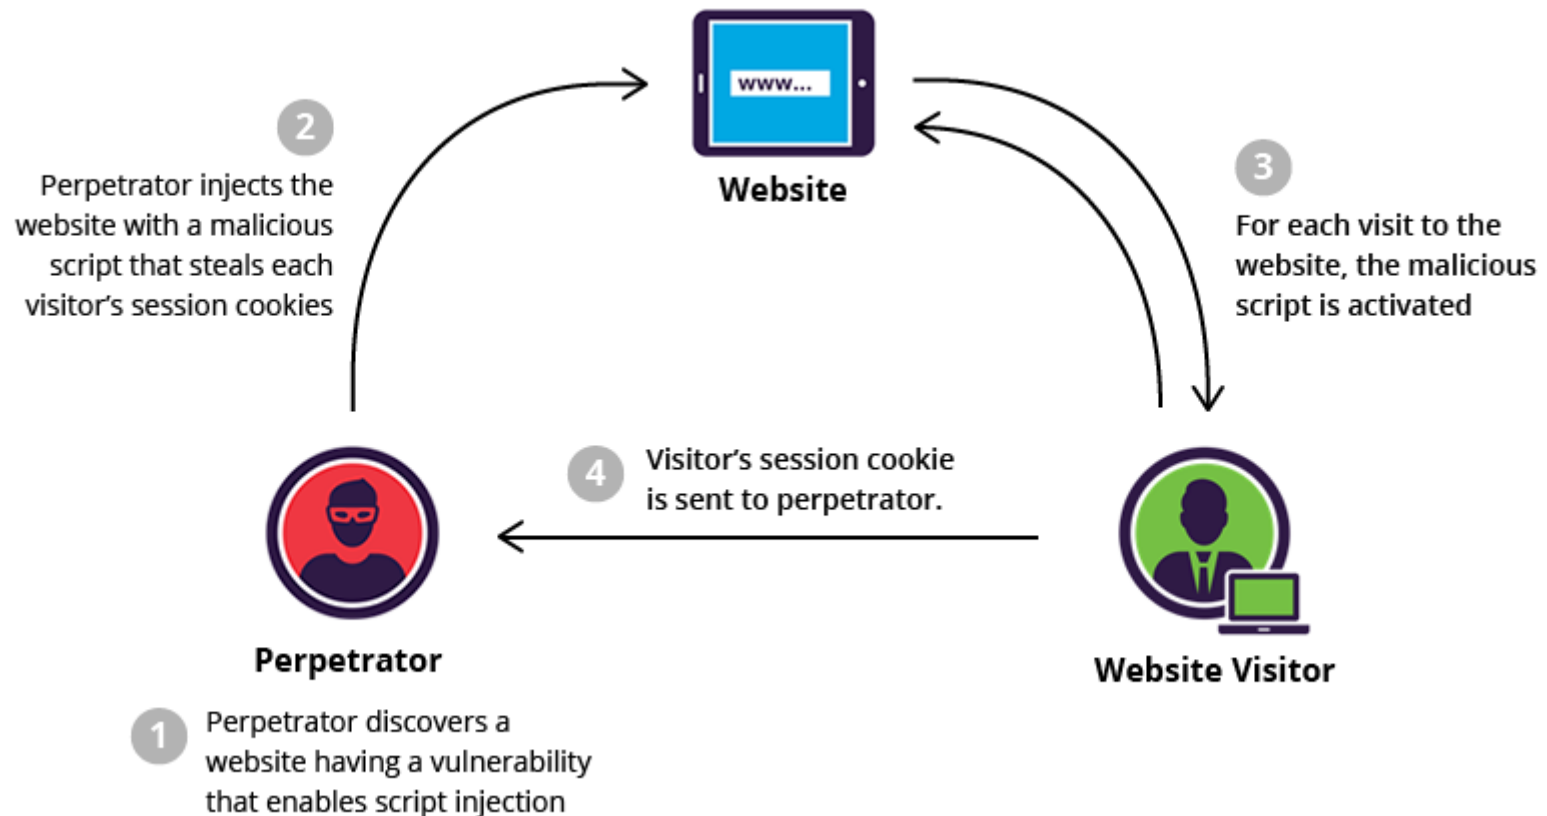 www...
Website
2
Perpetrator injects the
website with a malicious
script that steals each
visitor's session cookies
3
For each visit to the
website, the malicious
script is activated
4
Visitor's session cookie
is sent to perpetrator.
Perpetrator
Website Visitor
1
Perpetrator discovers a
website having a vulnerability
that enables script injection